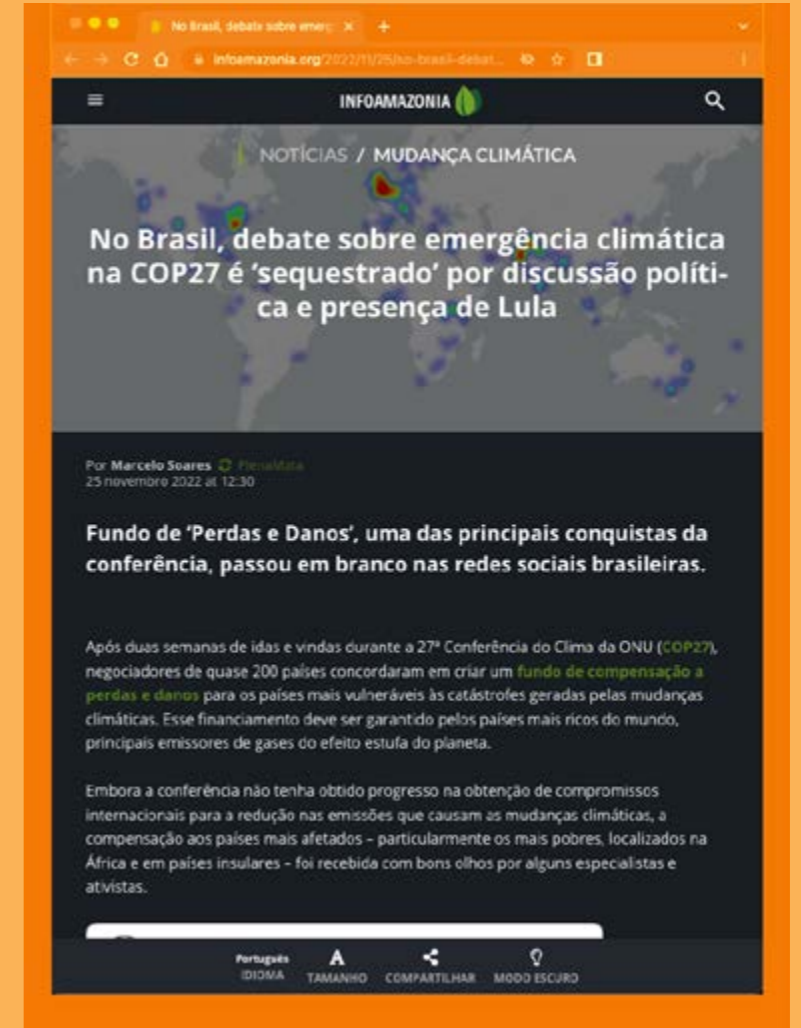 No Brasil, debate sobre emerg
infoamazonia.org/2022/11/25/no-brasil-debat...
INFOAMAZONIA
NOTÍCIAS / MUDANÇA CLIMÁTICA
No Brasil, debate sobre emergência climática
na COP27 é ‘sequestrado’ por discussão políti-
ca e presença de Lula
Por Marcelo Soares PlenaMata
25 novembro 2022 at 12:30
Fundo de ‘Perdas e Danos’, uma das principais conquistas da
conferência, passou em branco nas redes sociais brasileiras.
Após duas semanas de idas e vindas durante a 27ª Conferência do Clima da ONU (COP27),
negociadores de quase 200 países concordaram em criar um fundo de compensação a
perdas e danos para os países mais vulneráveis às catástrofes geradas pelas mudanças
climáticas. Esse financiamento deve ser garantido pelos países mais ricos do mundo,
principais emissores de gases do efeito estufa do planeta.
Embora a conferência não tenha obtido progresso na obtenção de compromissos
internacionais para a redução nas emissões que causam as mudanças climáticas, a
compensação aos países mais afetados – particularmente os mais pobres, localizados na
África e em países insulares – foi recebida com bons olhos por alguns especialistas e
ativistas.
Português A
IDIOMA TAMANHO COMPARTILHAR MODO ESCURO